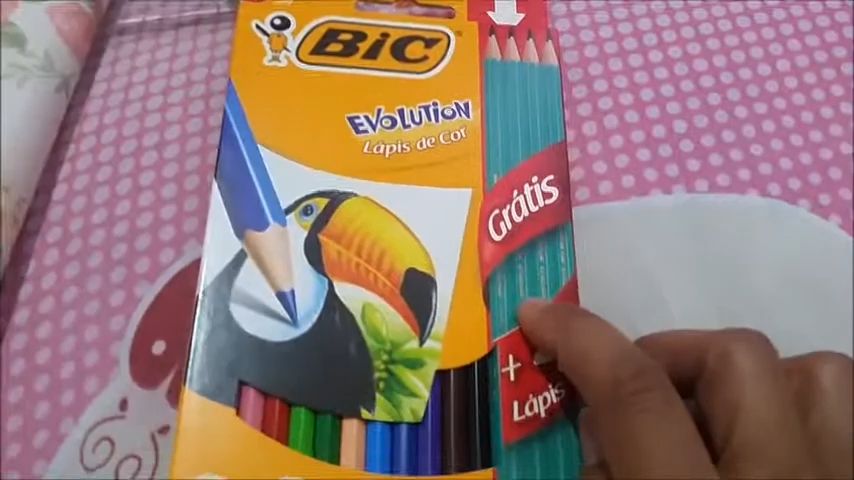 BiC
EVOLUTION
Lápis de Cor
Grátis
Lápis